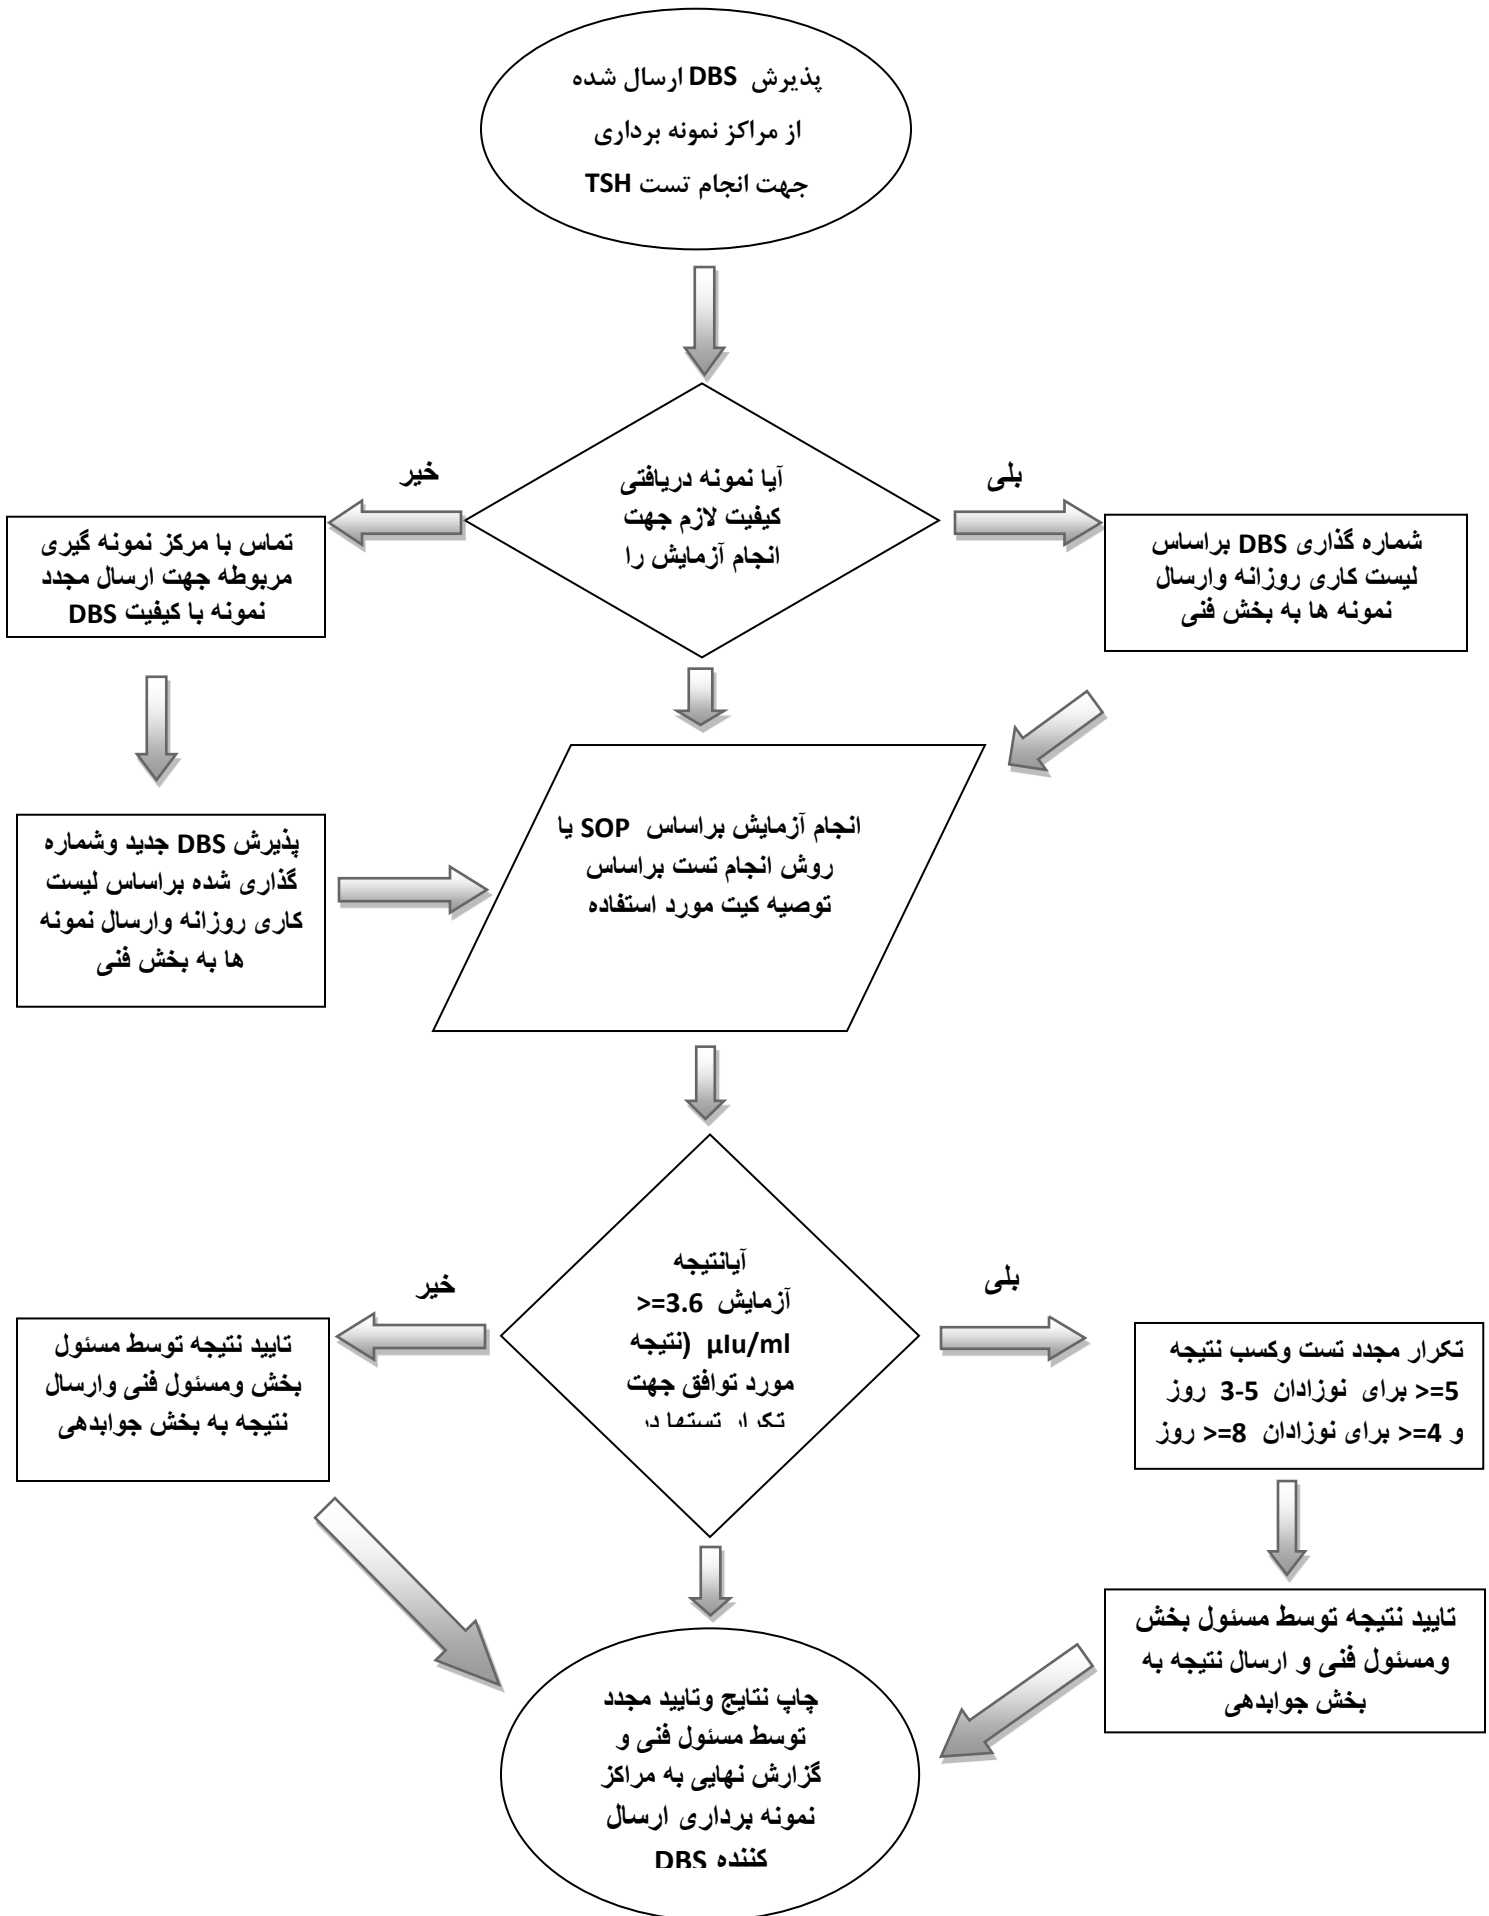 پذیرش DBS ارسال شده
از مراکز نمونه برداری
جهت انجام تست TSH
آیا نمونه دریافتی
کیفیت لازم جهت
انجام آزمایش را
بلی
خیر
شماره گذاری DBS براساس
لیست کاری روزانه وارسال
نمونه ها به بخش فنی
تماس با مرکز نمونه گیری
مربوطه جهت ارسال مجدد
نمونه با کیفیت DBS
انجام آزمایش براساس SOP یا
روش انجام تست براساس
توصیه کیت مورد استفاده
پذیرش DBS جدید وشماره
گذاری شده براساس لیست
کاری روزانه وارسال نمونه
ها به بخش فنی
آیانتیجه
آزمایش 3.6=<
µIu/ml (نتیجه
مورد توافق جهت
تکرار تستها در
بلی
خیر
تکرار مجدد تست وکسب نتیجه
5=< برای نوزادان 5-3 روز
و 4=< برای نوزادان 8=< روز
تایید نتیجه توسط مسئول
بخش ومسئول فنی وارسال
نتیجه به بخش جوابدهی
تایید نتیجه توسط مسئول بخش
ومسئول فنی و ارسال نتیجه به
بخش جوابدهی
چاپ نتایج وتایید مجدد
توسط مسئول فنی و
گزارش نهایی به مراکز
نمونه برداری ارسال
کننده DBS